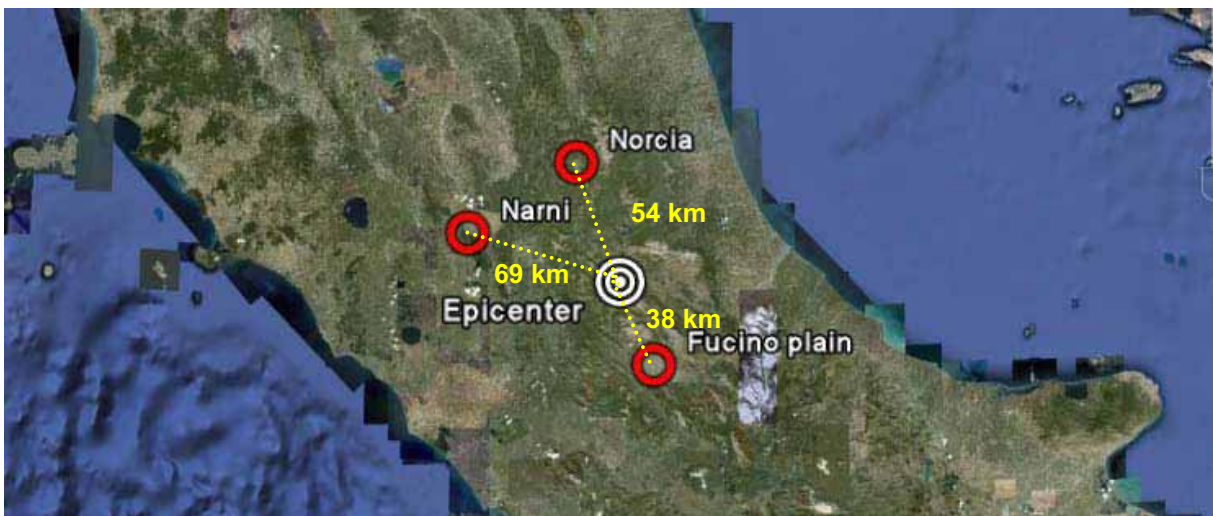 Norcia
Narni
54 km
69 km
Epicenter
38 km
Fucino plain